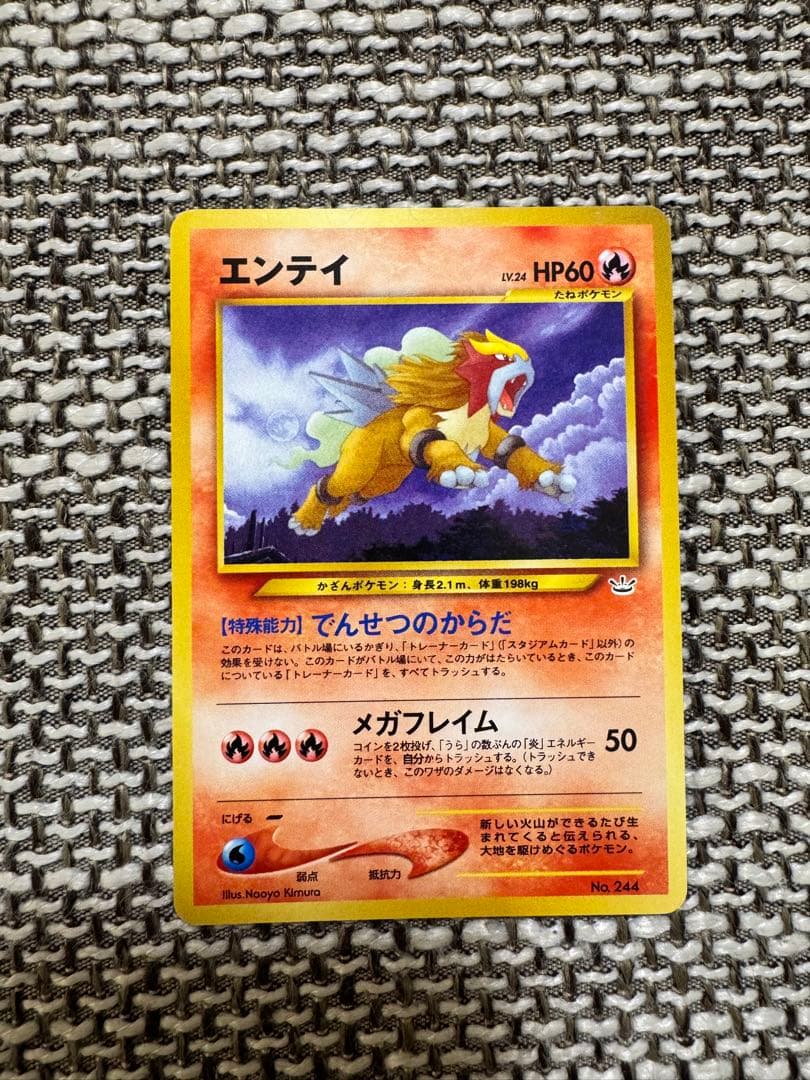 エンテイ
LV.24 HP60
たねポケモン
かざんポケモン：身長2.1m、体重198kg
【特殊能力】でんせつのからだ
このカードは、バトル場にいるかぎり、「トレーナーカード」（「スタジアムカード」以外）の
効果を受けない。このカードがバトル場にいて、この力がはたらいているとき、このカード
についている「トレーナーカード」を、すべてトラッシュする。
メガフレイム
コインを2枚投げ、「うら」の数ぶんの「炎」エネルギー
カードを、自分からトラッシュする。（トラッシュでき
ないとき、このワザのダメージはなくなる。）
50
にげる
弱点
抵抗力
新しい火山ができるたび生
まれてくると伝えられる、
大地を駆けめぐるポケモン。
Illus.Naoyo Kimura
No. 244